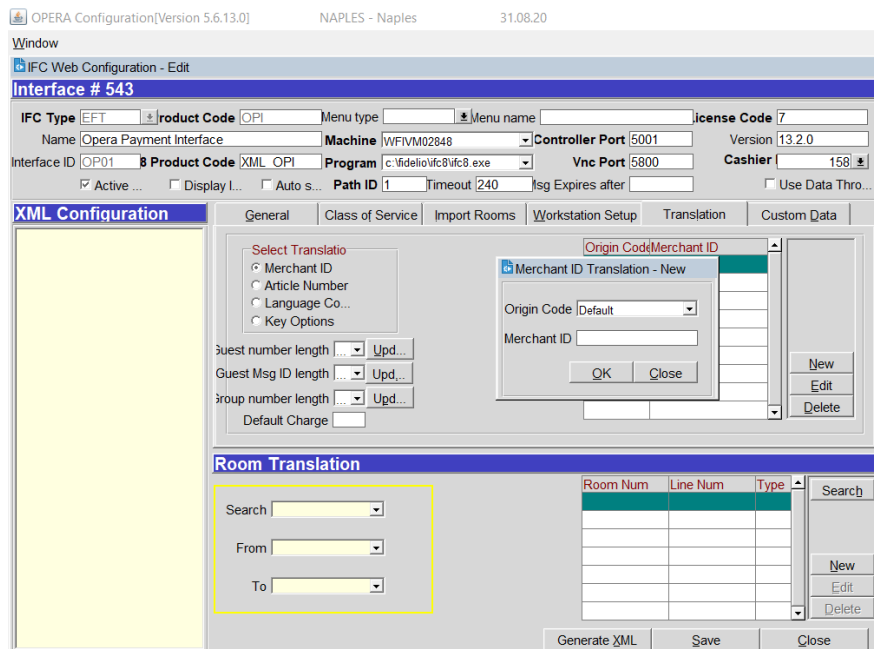 OPERA Configuration[Version 5.6.13.0] NAPLES - Naples 31.08.20
Window
IFC Web Configuration - Edit
Interface # 543
IFC Type EFT roduct Code OPI Menu type Menu name icense Code 7
Name Opera Payment Interface Machine WFIVM02848 Controller Port 5001 Version 13.2.0
Interface ID OP01 8 Product Code XML_OPI Program c:\fidelio\ifc8\ifc8.exe Vnc Port 5800 Cashier 158
Active ... Display I... Auto s... Path ID 1 Timeout 240 Msg Expires after Use Data Thro...
XML Configuration General Class of Service Import Rooms Workstation Setup Translation Custom Data
Select Translatio
Merchant ID
Article Number
Language Co...
Key Options
Guest number length ... Upd...
Guest Msg ID length ... Upd...
Group number length ... Upd...
Default Charge
Origin Code Merchant ID
Merchant ID Translation - New
Origin Code Default
Merchant ID
OK Close
New
Edit
Delete
Room Translation
Search
From
To
Room Num Line Num Type
Search
New
Edit
Delete
Generate XML Save Close